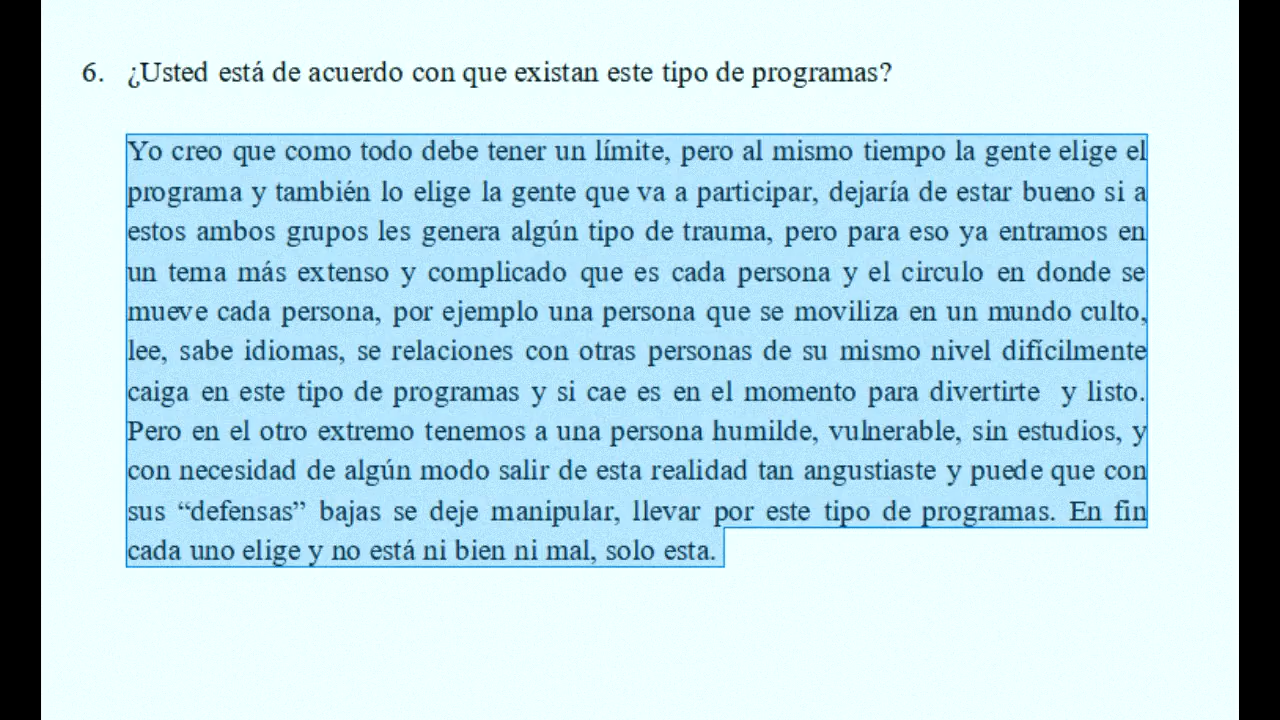 6. ¿Usted está de acuerdo con que existan este tipo de programas?
Yo creo que como todo debe tener un límite, pero al mismo tiempo la gente elige el
programa y también lo elige la gente que va a participar, dejaría de estar bueno si a
estos ambos grupos les genera algún tipo de trauma, pero para eso ya entramos en
un tema más extenso y complicado que es cada persona y el circulo en donde se
mueve cada persona, por ejemplo una persona que se moviliza en un mundo culto,
lee, sabe idiomas, se relaciones con otras personas de su mismo nivel difícilmente
caiga en este tipo de programas y si cae es en el momento para divertirte y listo.
Pero en el otro extremo tenemos a una persona humilde, vulnerable, sin estudios, y
con necesidad de algún modo salir de esta realidad tan angustiaste y puede que con
sus “defensas” bajas se deje manipular, llevar por este tipo de programas. En fin
cada uno elige y no está ni bien ni mal, solo esta.